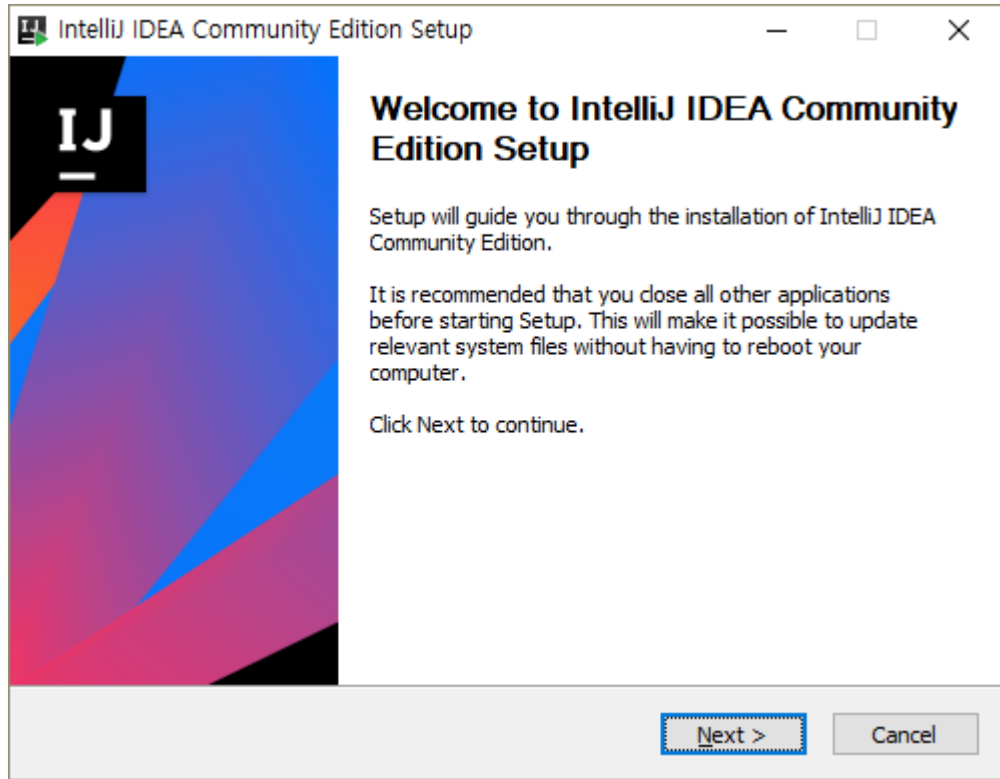 IntelliJ IDEA Community Edition Setup
IJ
Welcome to IntelliJ IDEA Community
Edition Setup
Setup will guide you through the installation of IntelliJ IDEA
Community Edition.
It is recommended that you close all other applications
before starting Setup. This will make it possible to update
relevant system files without having to reboot your
computer.
Click Next to continue.
Next >
Cancel